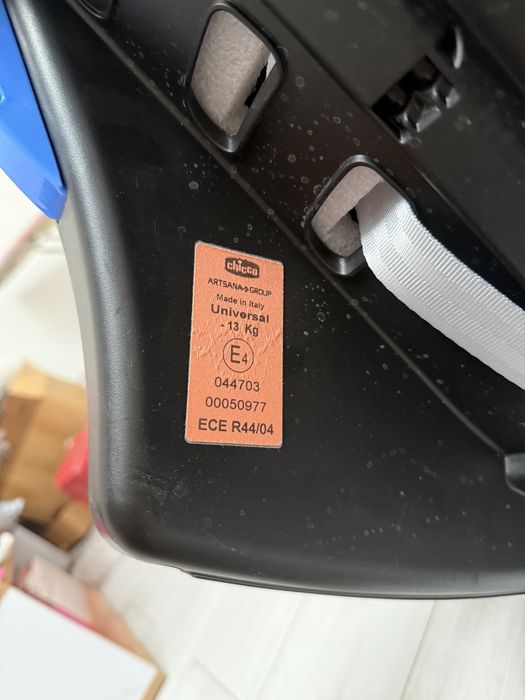 chicco
ARTSANA GROUP
Made in Italy
Universal
- 13 Kg
E4
044703
00050977
ECE R44/04